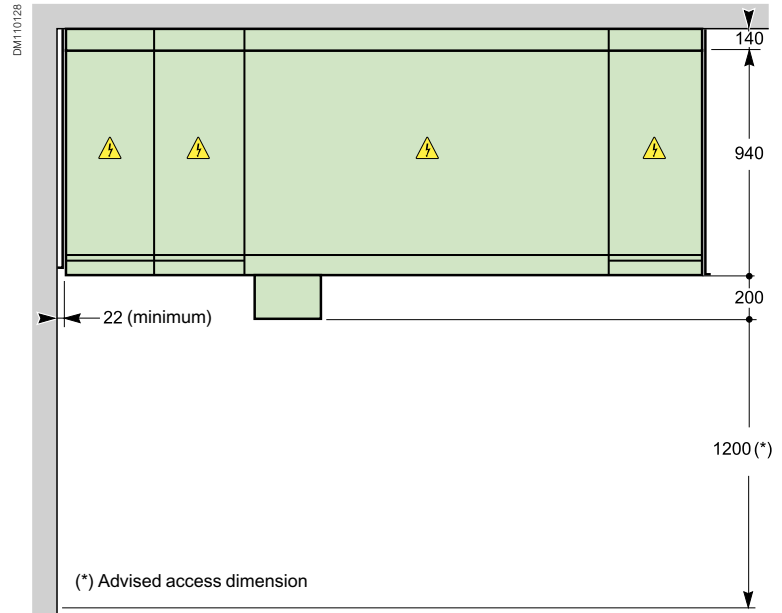 DM110128
140
940
200
22 (minimum)
1200 (*)
(*) Advised access dimension